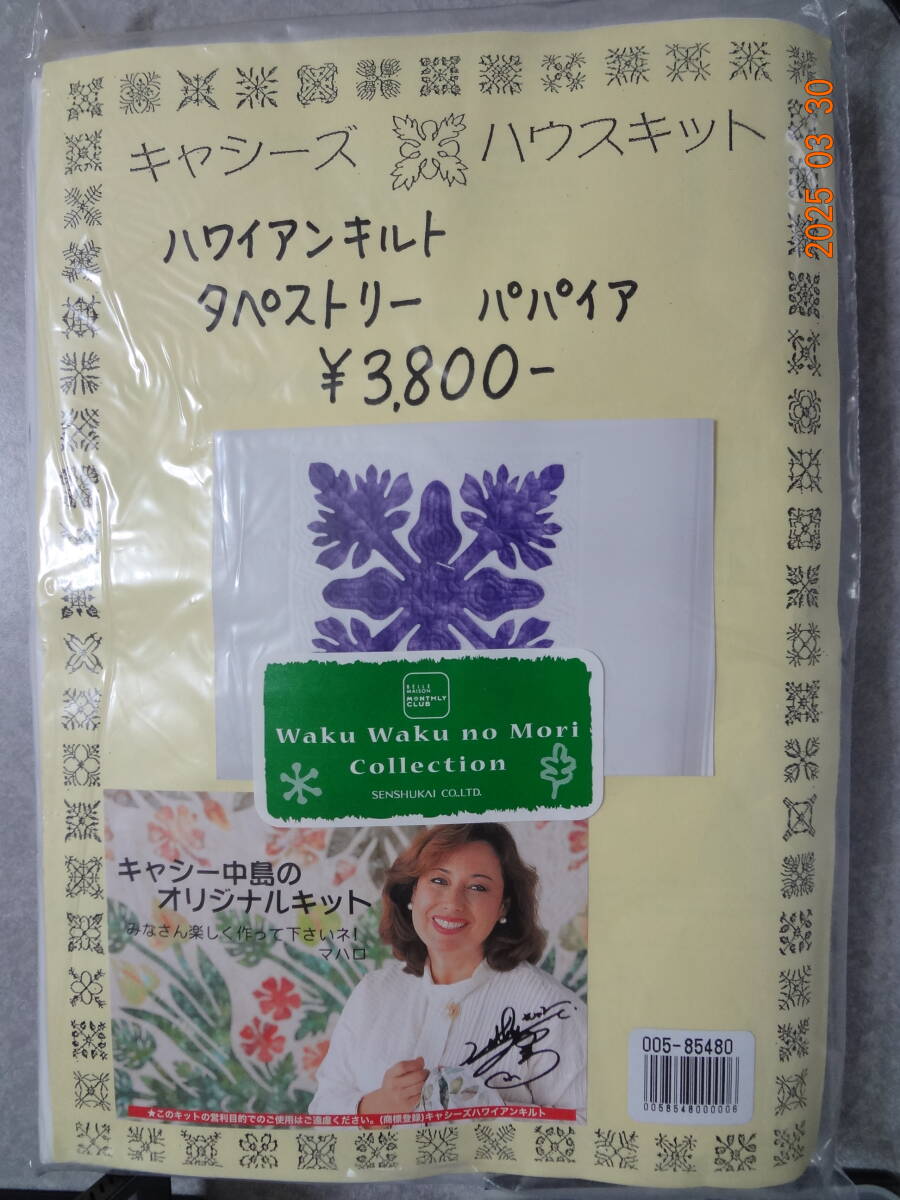 キャシーズ ハウスキット
2025 03 30
ハワイアンキルト
タペストリー パパイア
¥3,800-
BELLE
MAISON
MONTHLY
CLUB
Waku Waku no Mori
Collection
SENSHUKAI CO.,LTD.
キャシー中島の
オリジナルキット
みなさん楽しく作って下さいネ!
マハロ
005-85480
0058548000006
★このキットの営利目的でのご使用はご遠慮ください。(商標登録)キャシーズハワイアンキルト